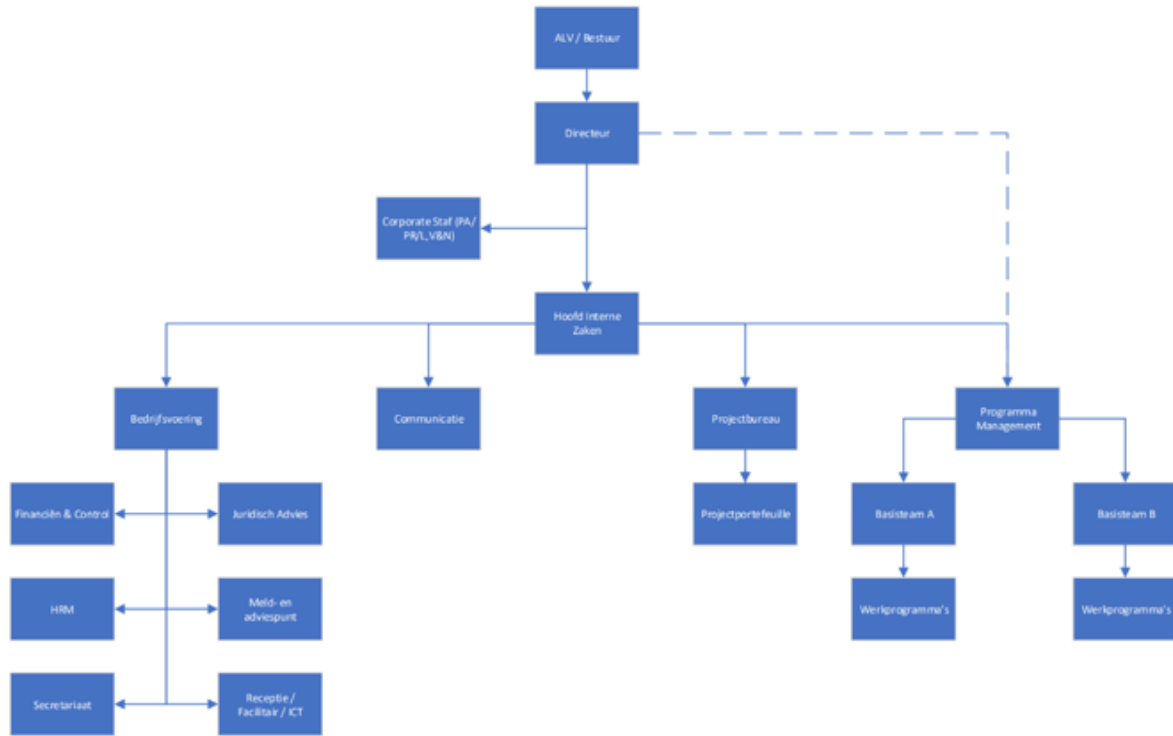 ALV / Bestuur
Directeur
Corporate Staf (PA/
PR/L, V&N)
Hoofd Interne
Zaken
Bedrijfsvoering
Communicatie
Projectbureau
Programma
Management
Financiën & Control
Juridisch Advies
Projectportefeuille
Basisteam A
Basisteam B
HRM
Meld- en
adviespunt
Werkprogramma's
Werkprogramma's
Secretariaat
Receptie /
Facilitair / ICT